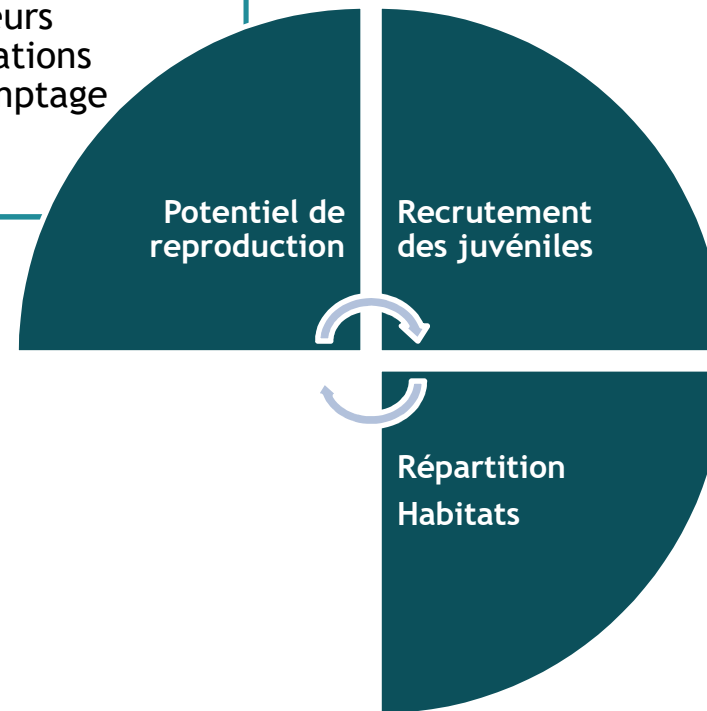 Potentiel de
reproduction
Recrutement
des juvéniles
Répartition
Habitats